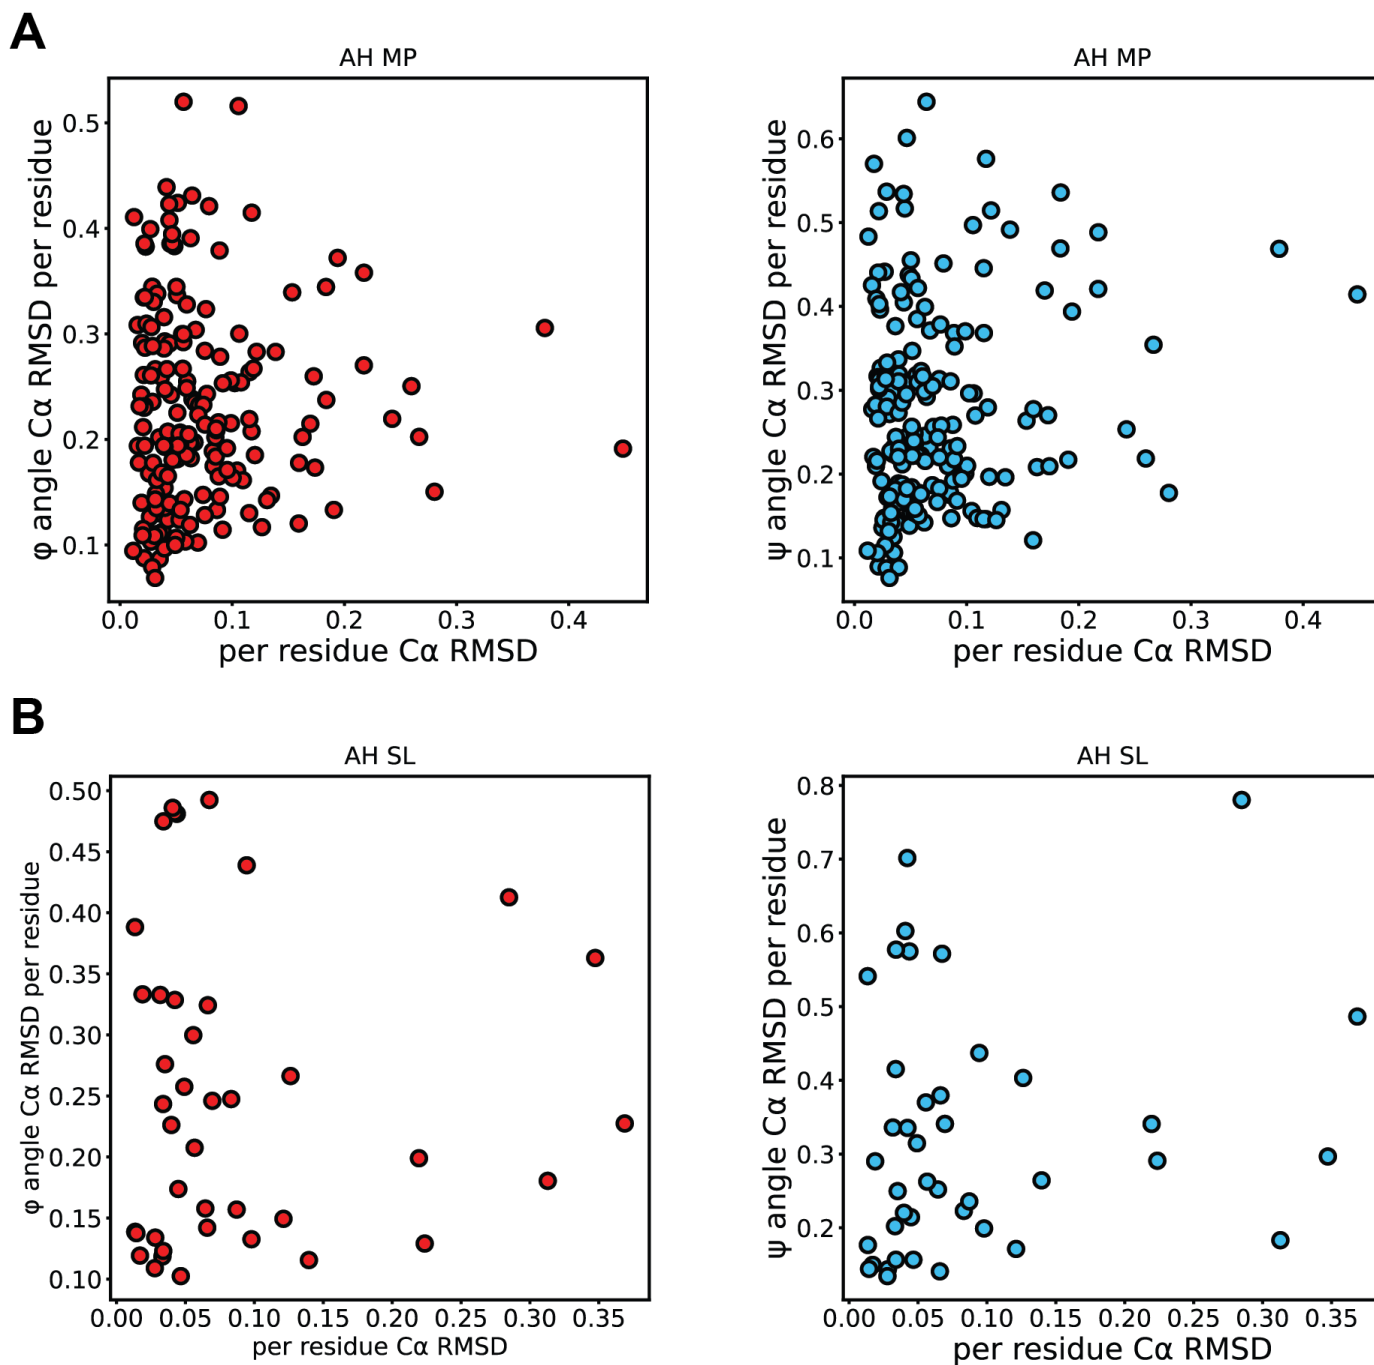 A
AH MP
φ angle Cα RMSD per residue
0.5
0.4
0.3
0.2
0.1
0.0 0.1 0.2 0.3 0.4
per residue Cα RMSD
AH MP
ψ angle Cα RMSD per residue
0.6
0.5
0.4
0.3
0.2
0.1
0.0 0.1 0.2 0.3 0.4
per residue Cα RMSD
B
AH SL
φ angle Cα RMSD per residue
0.50
0.45
0.40
0.35
0.30
0.25
0.20
0.15
0.10
0.00 0.05 0.10 0.15 0.20 0.25 0.30 0.35
per residue Cα RMSD
AH SL
ψ angle Cα RMSD per residue
0.8
0.7
0.6
0.5
0.4
0.3
0.2
0.00 0.05 0.10 0.15 0.20 0.25 0.30 0.35
per residue Cα RMSD